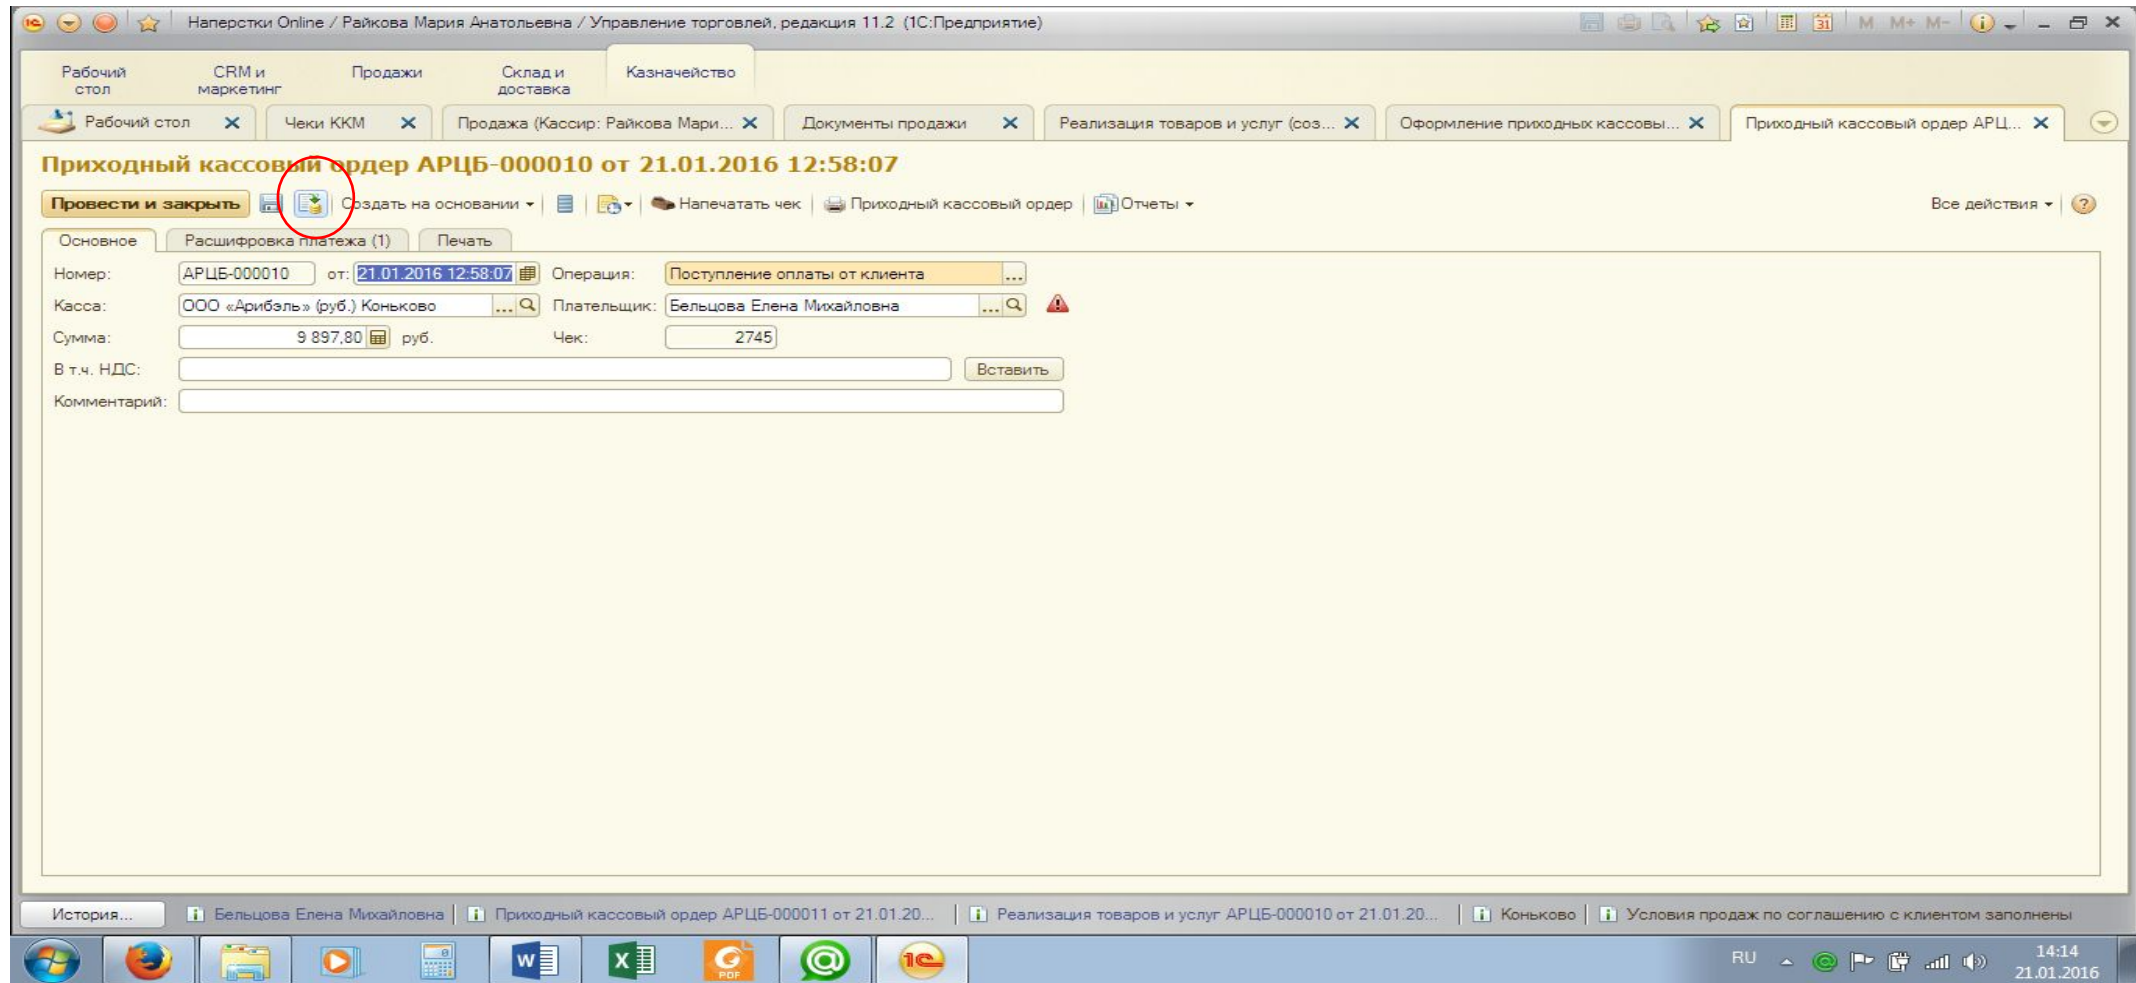 Наперстки Online / Райкова Мария Анатольевна / Управление торговлей, редакция 11.2 (1С:Предприятие)
M M+ M-
Рабочий стол CRM и маркетинг Продажи Склад и доставка Казначейство
Рабочий стол Чеки ККМ Продажа (Кассир: Райкова Мари... Документы продажи Реализация товаров и услуг (соз... Оформление приходных кассовы... Приходный кассовый ордер АРЦ...
Приходный кассовый ордер АРЦБ-000010 от 21.01.2016 12:58:07
Провести и закрыть Создать на основании Напечатать чек Приходный кассовый ордер Отчеты Все действия
Основное Расшифровка платежа (1) Печать
Номер: АРЦБ-000010 от: 21.01.2016 12:58:07 Операция: Поступление оплаты от клиента ...
Касса: ООО «Арибэль» (руб.) Коньково ... Плательщик: Бельцова Елена Михайловна ...
Сумма: 9 897,80 руб. Чек: 2745
В т.ч. НДС: Вставить
Комментарий:
История... Бельцова Елена Михайловна Приходный кассовый ордер АРЦБ-000011 от 21.01.20... Реализация товаров и услуг АРЦБ-000010 от 21.01.20... Коньково Условия продаж по соглашению с клиентом заполнены
RU 14:14
21.01.2016